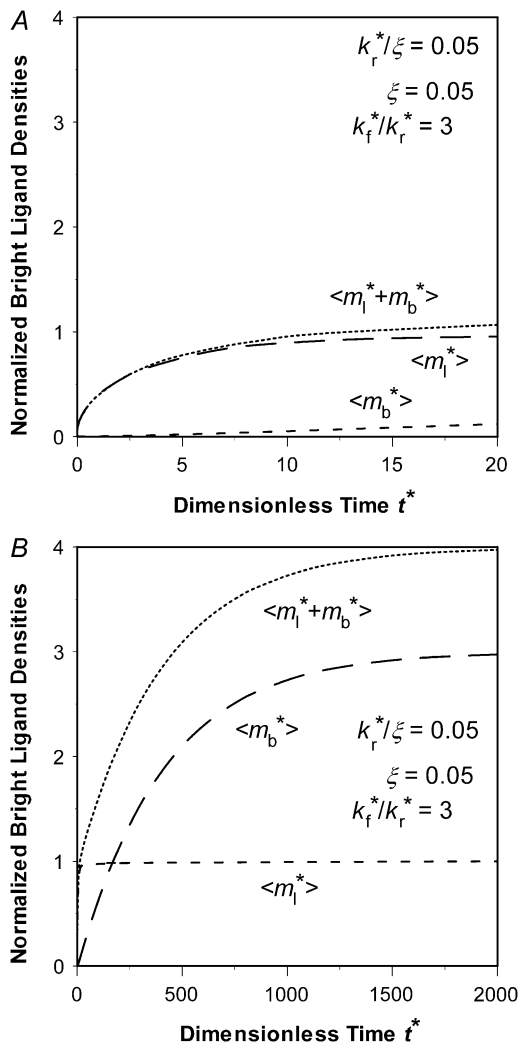 A
Normalized Bright Ligand Densities
4
3
2
1
0
k_r^*/ξ = 0.05
ξ = 0.05
k_f^*/k_r^* = 3
<m_l^*+m_b^*>
<m_l^*>
<m_b^*>
0 5 10 15 20
Dimensionless Time t*
B
Normalized Bright Ligand Densities
4
3
2
1
0
<m_l^*+m_b^*>
<m_b^*>
k_r^*/ξ = 0.05
ξ = 0.05
k_f^*/k_r^* = 3
<m_l^*>
0 500 1000 1500 2000
Dimensionless Time t*